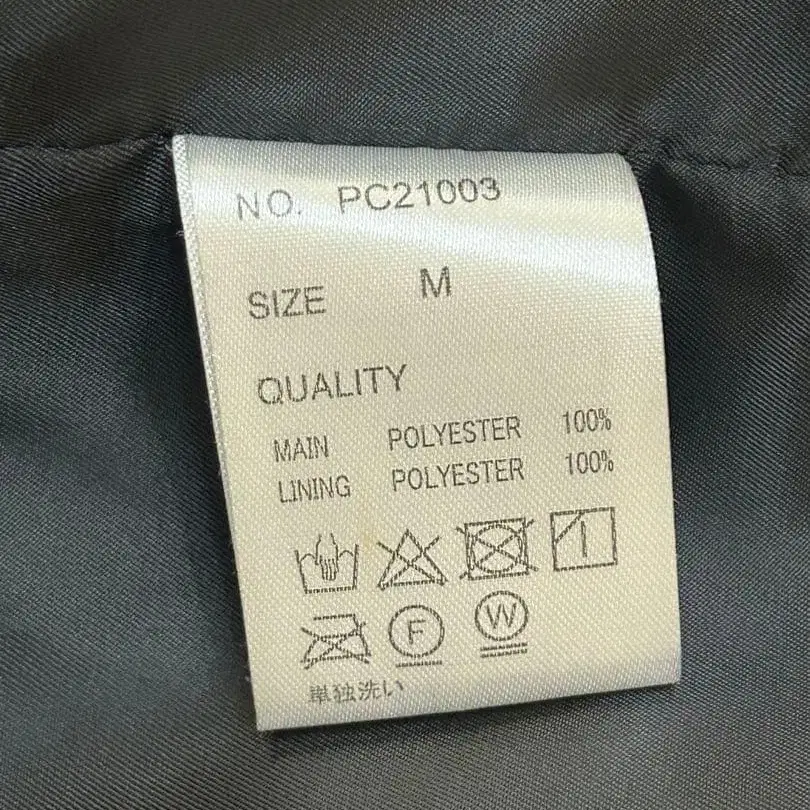 NO. PC21003
SIZE M
QUALITY
MAIN POLYESTER 100%
LINING POLYESTER 100%
F W
単独洗い